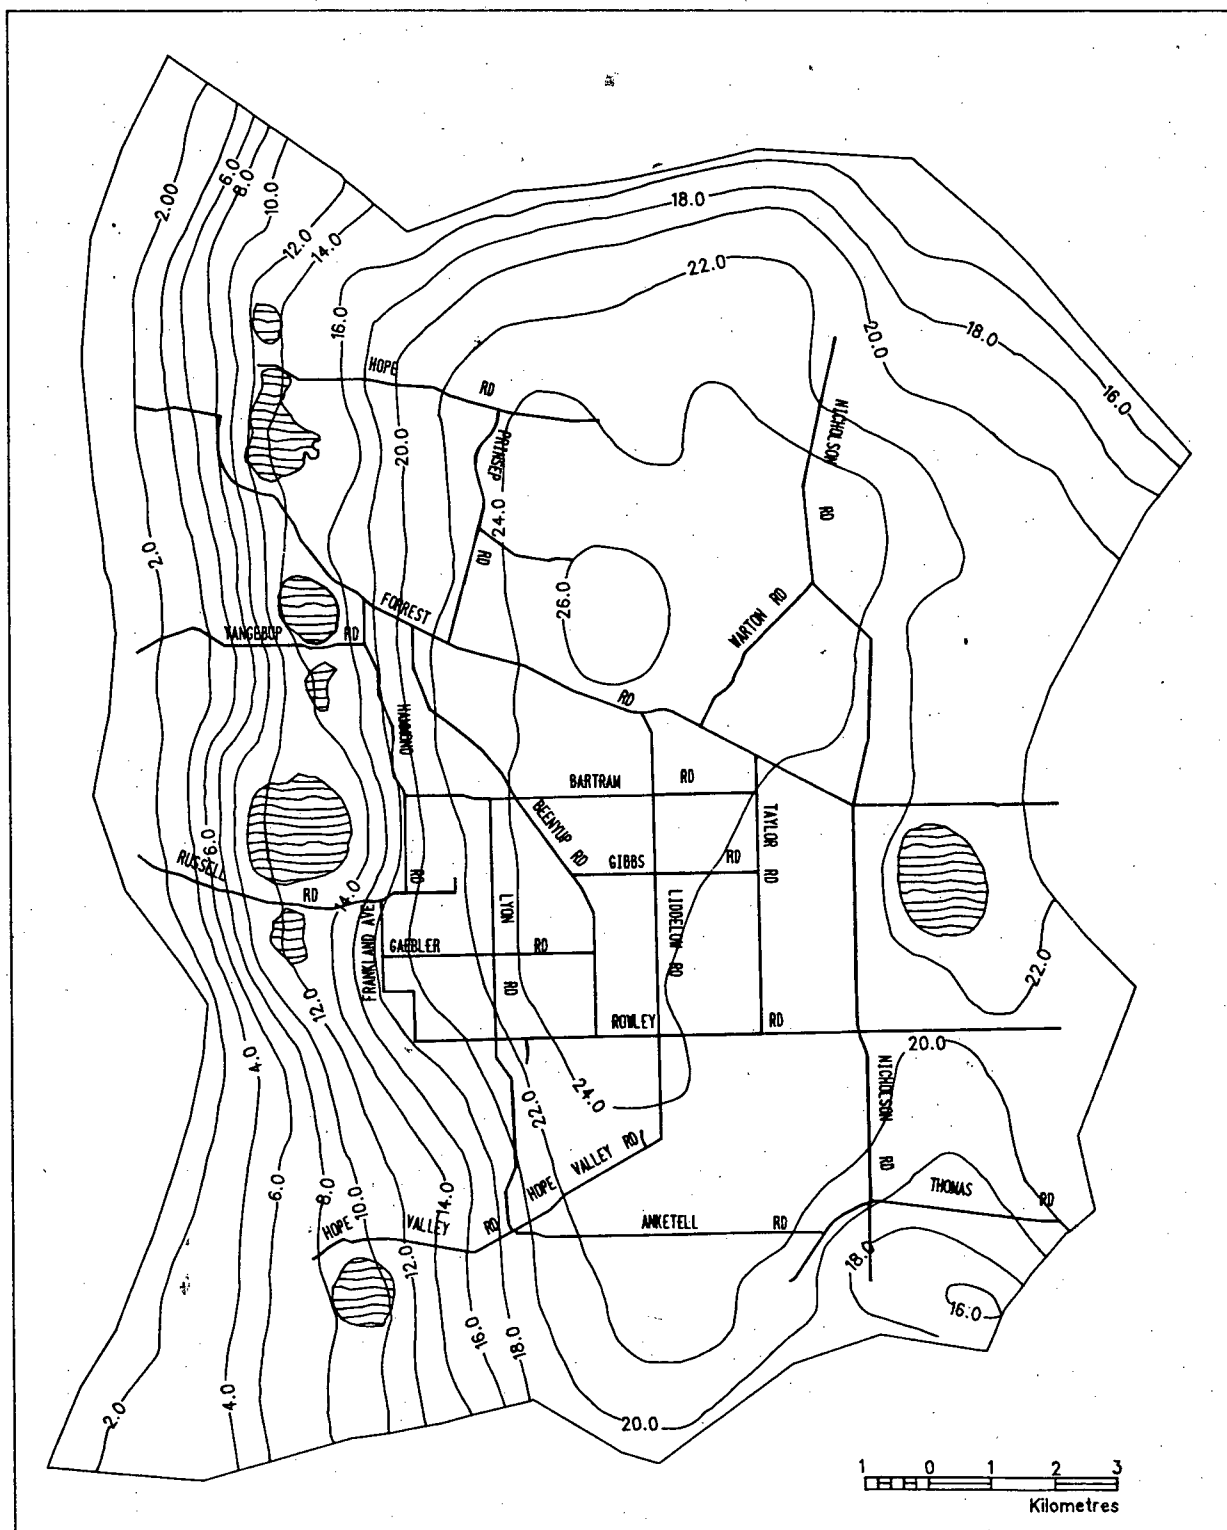 6.0
8.0
2.00
10.0
18.0
12.0
14.0
22.0
16.0
18.0
20.0
HOPE
RD
16.0
NICHOLSON
RD
20.0
PRINSEP
RD
24.0
2.0
26.0
FORREST
RD
WARTON RD
YANGEBUP
RD
HAMMOND
RD
BARTRAM
RD
BEENYUP
RD
TAYLOR
RD
6.0
RUSSELL
RD
GIBBS
RD
14.0
LYON
RD
LIDDELOW
RD
FRANKLAND AVE
GAEBLER
RD
22.0
12.0
ROWLEY
RD
4.0
20.0
22.0
24.0
NICHOLSON
RD
6.0
8.0
10.0
14.0
HOPE
VALLEY
RD
HOPE
VALLEY
RD
THOMAS
RD
ANKETELL
RD
12.0
18.0
16.0
16.0
18.0
4.0
2.0
20.0
1 0 1 2 3
Kilometres